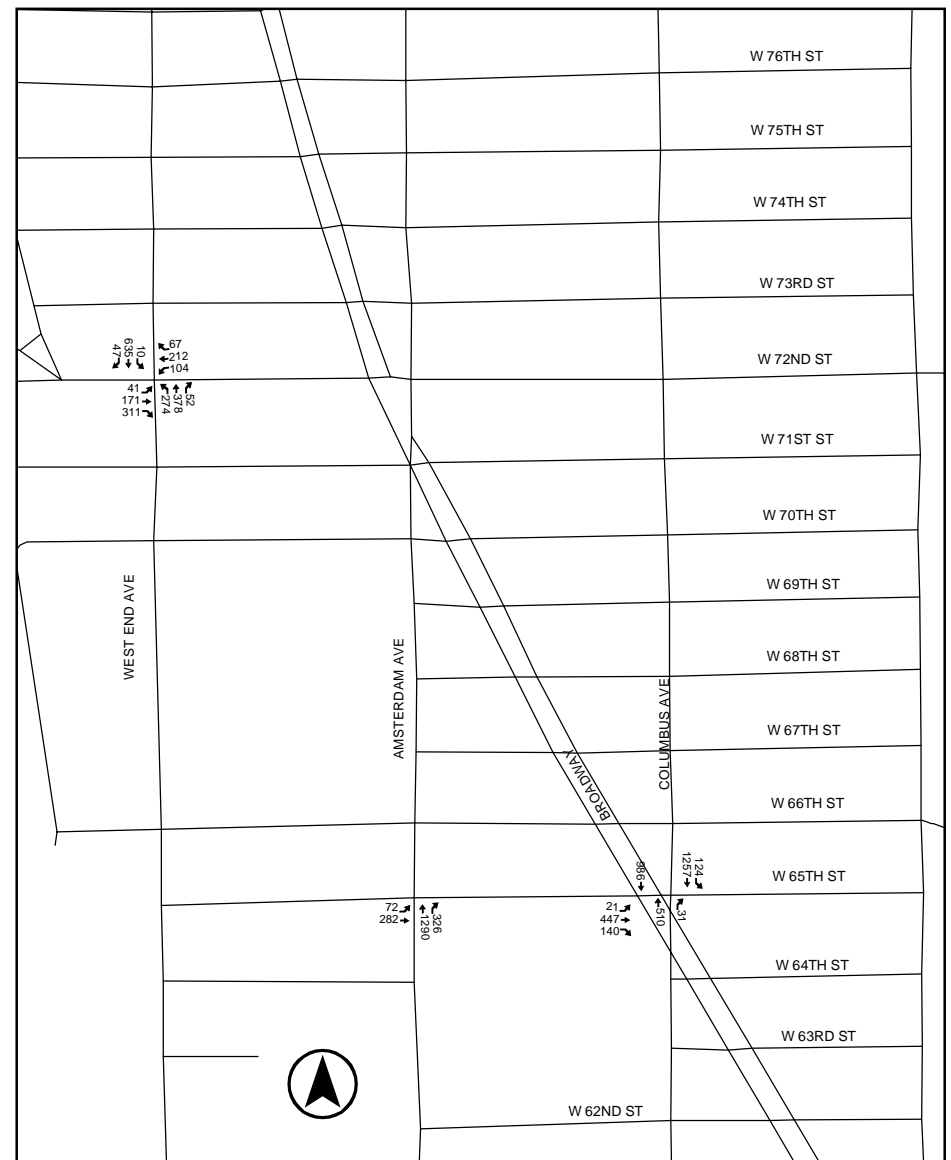 W 76TH ST
W 75TH ST
W 74TH ST
W 73RD ST
W 72ND ST
47
635
10
67
212
104
41
171
311
274
378
52
W 71ST ST
W 70TH ST
W 69TH ST
W 68TH ST
W 67TH ST
W 66TH ST
WEST END AVE
AMSTERDAM AVE
BROADWAY
COLUMBUS AVE
986
1257
124
W 65TH ST
72
282
1290
326
21
447
140
510
31
W 64TH ST
W 63RD ST
W 62ND ST